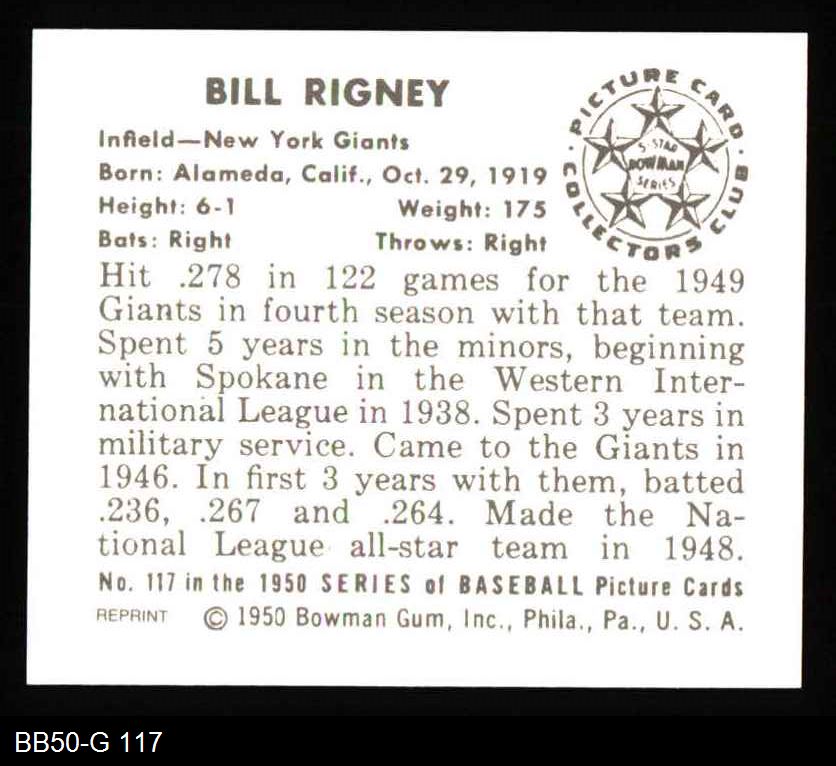 BILL RIGNEY
Infield—New York Giants
Born: Alameda, Calif., Oct. 29, 1919
Height: 6-1 Weight: 175
Bats: Right Throws: Right
PICTURE CARD COLLECTORS CLUB
5-STAR
BOWMAN
SERIES
Hit .278 in 122 games for the 1949
Giants in fourth season with that team.
Spent 5 years in the minors, beginning
with Spokane in the Western Inter-
national League in 1938. Spent 3 years in
military service. Came to the Giants in
1946. In first 3 years with them, batted
.236, .267 and .264. Made the Na-
tional League all-star team in 1948.
No. 117 in the 1950 SERIES of BASEBALL Picture Cards
REPRINT © 1950 Bowman Gum, Inc., Phila., Pa., U. S. A.
BB50-G 117